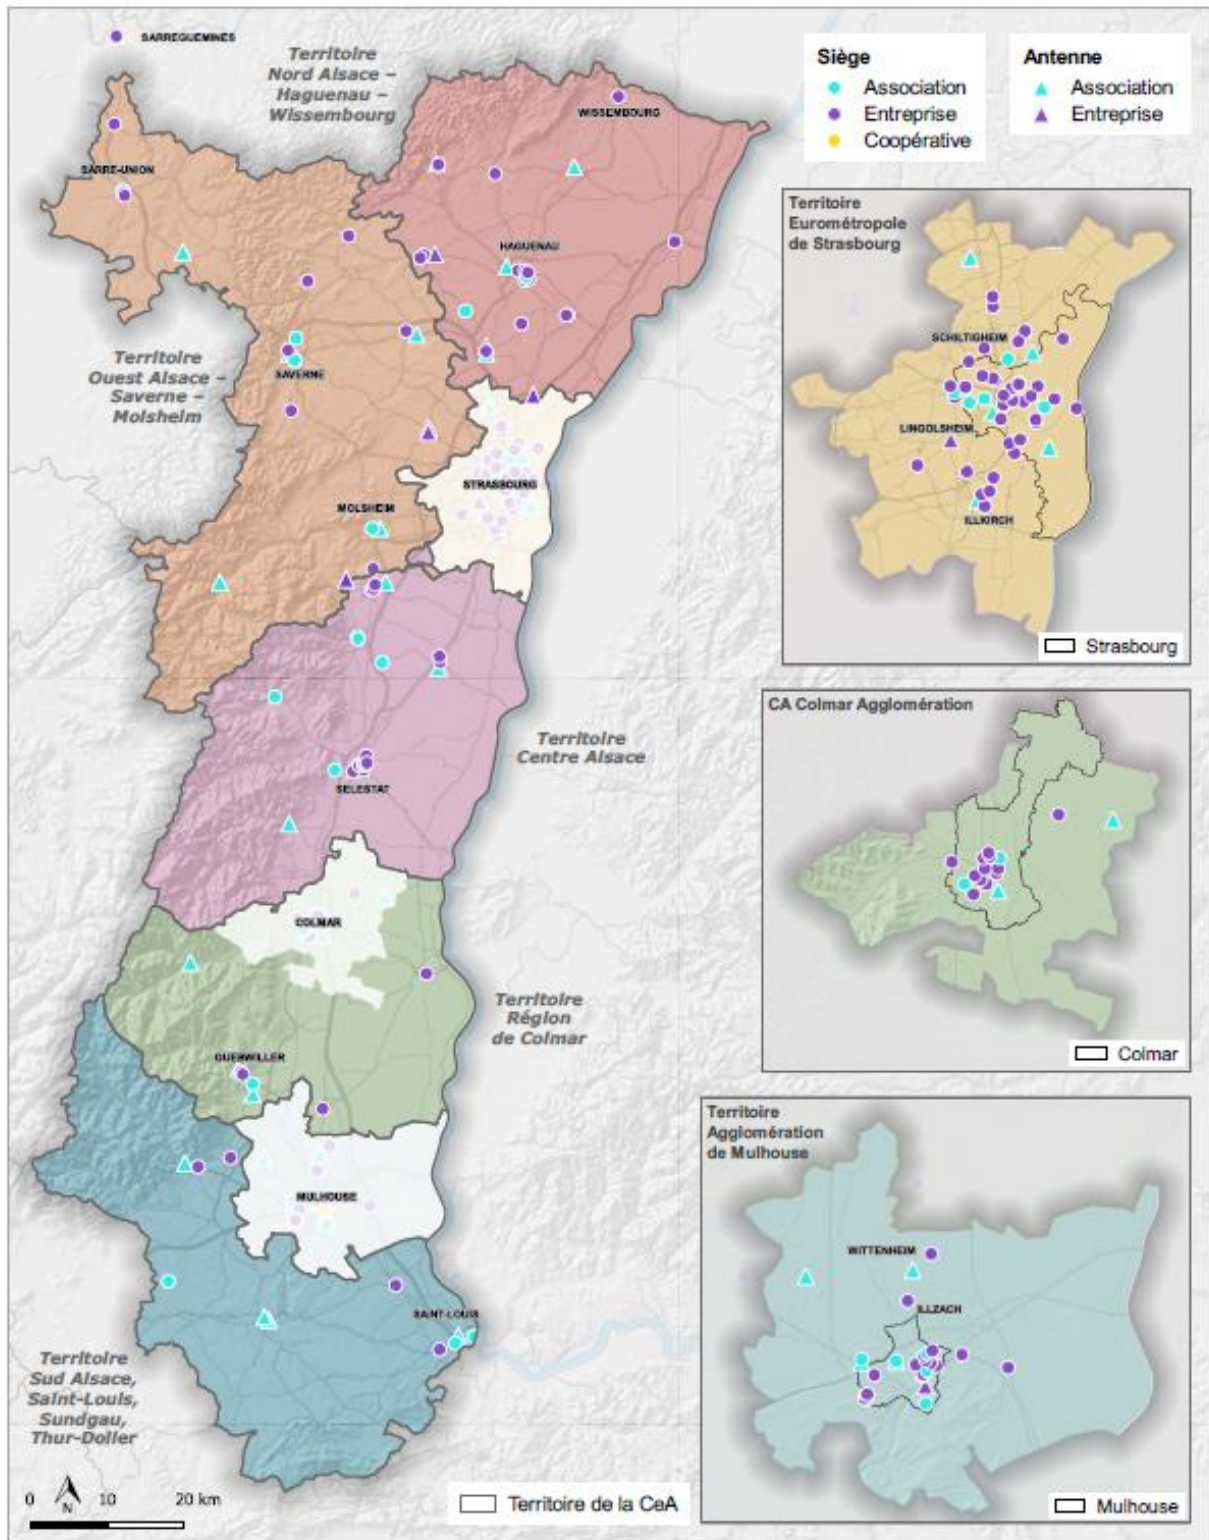 SARREGUEMINES
Territoire
Nord Alsace –
Haguenau –
Wissembourg
Siège
Association
Entreprise
Coopérative
Antenne
Association
Entreprise
WISSEMBOURG
SARRE-UNION
HAGUENAU
Territoire
Ouest Alsace –
Saverne –
Molsheim
SAVERNE
STRASBOURG
MOLSHEIM
Territoire
Eurométropole
de Strasbourg
SCHILTIGHEIM
LINGOLSHEIM
ILLKIRCH
Strasbourg
Territoire
Centre Alsace
SELESTAT
CA Colmar Agglomération
Colmar
COLMAR
Territoire
Région
de Colmar
GUEBWILLER
Territoire
Agglomération
de Mulhouse
WITTENHEIM
ILLZACH
Mulhouse
MULHOUSE
SAINT-LOUIS
Territoire
Sud Alsace,
Saint-Louis,
Sundgau,
Thur-Doller
N
0 10 20 km
Territoire de la CeA